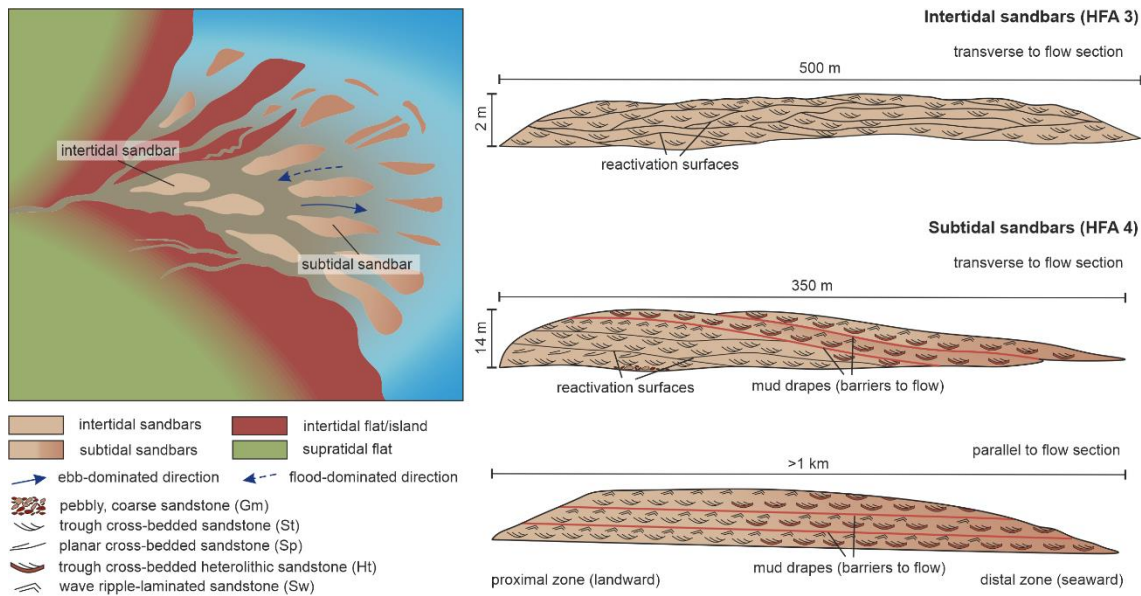 intertidal sandbar
subtidal sandbar
intertidal sandbars
intertidal flat/island
subtidal sandbars
supratidal flat
ebb-dominated direction
flood-dominated direction
pebbly, coarse sandstone (Gm)
trough cross-bedded sandstone (St)
planar cross-bedded sandstone (Sp)
trough cross-bedded heterolithic sandstone (Ht)
wave ripple-laminated sandstone (Sw)
Intertidal sandbars (HFA 3)
transverse to flow section
500 m
2 m
reactivation surfaces
Subtidal sandbars (HFA 4)
transverse to flow section
350 m
14 m
reactivation surfaces
mud drapes (barriers to flow)
parallel to flow section
>1 km
mud drapes (barriers to flow)
proximal zone (landward)
distal zone (seaward)